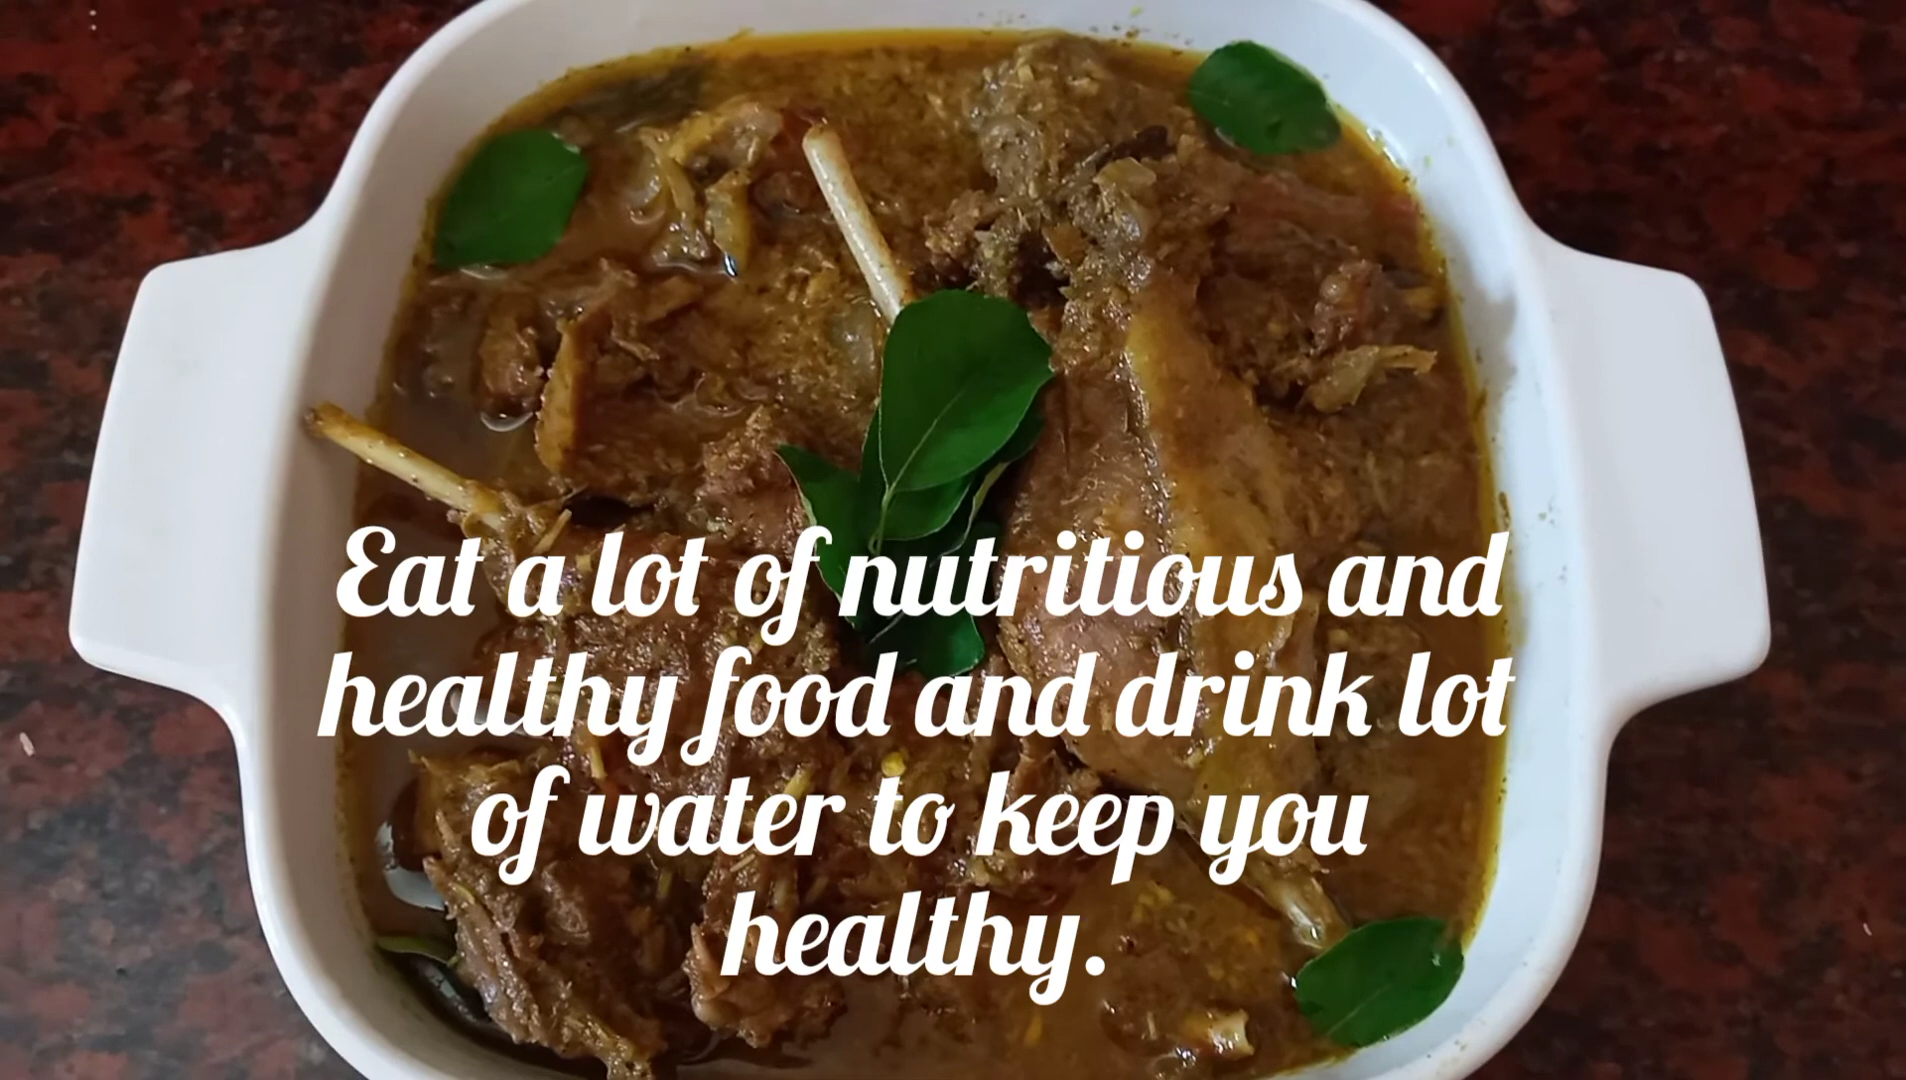 Eat a lot of nutritious and
healthy food and drink lot
of water to keep you
healthy.